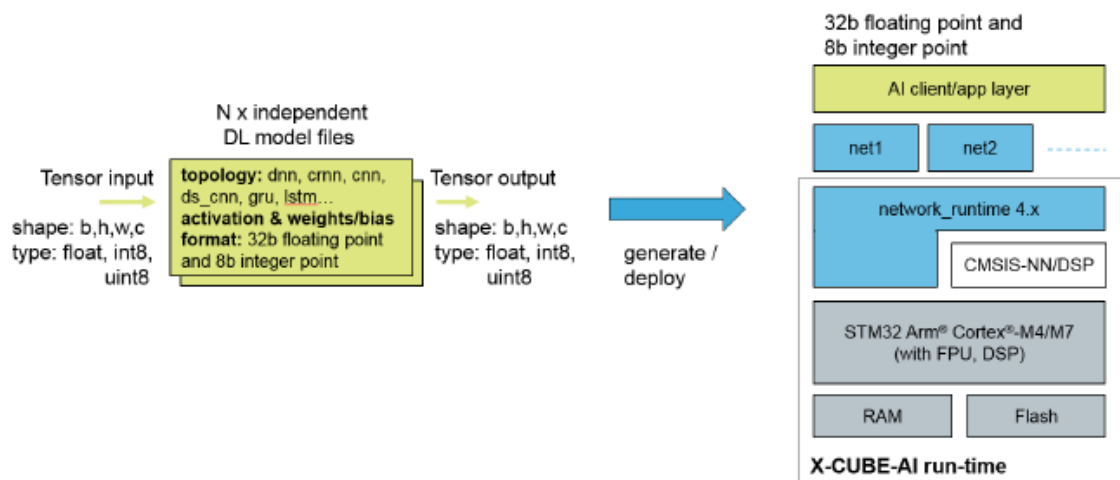 32b floating point and
8b integer point
AI client/app layer
N x independent
DL model files
net1
net2
Tensor input
topology: dnn, crnn, cnn,
ds_cnn, gru, lstm...
activation & weights/bias
format: 32b floating point
and 8b integer point
Tensor output
shape: b,h,w,c
type: float, int8,
uint8
shape: b,h,w,c
type: float, int8,
uint8
generate /
deploy
network_runtime 4.x
CMSIS-NN/DSP
STM32 Arm® Cortex®-M4/M7
(with FPU, DSP)
RAM
Flash
X-CUBE-AI run-time